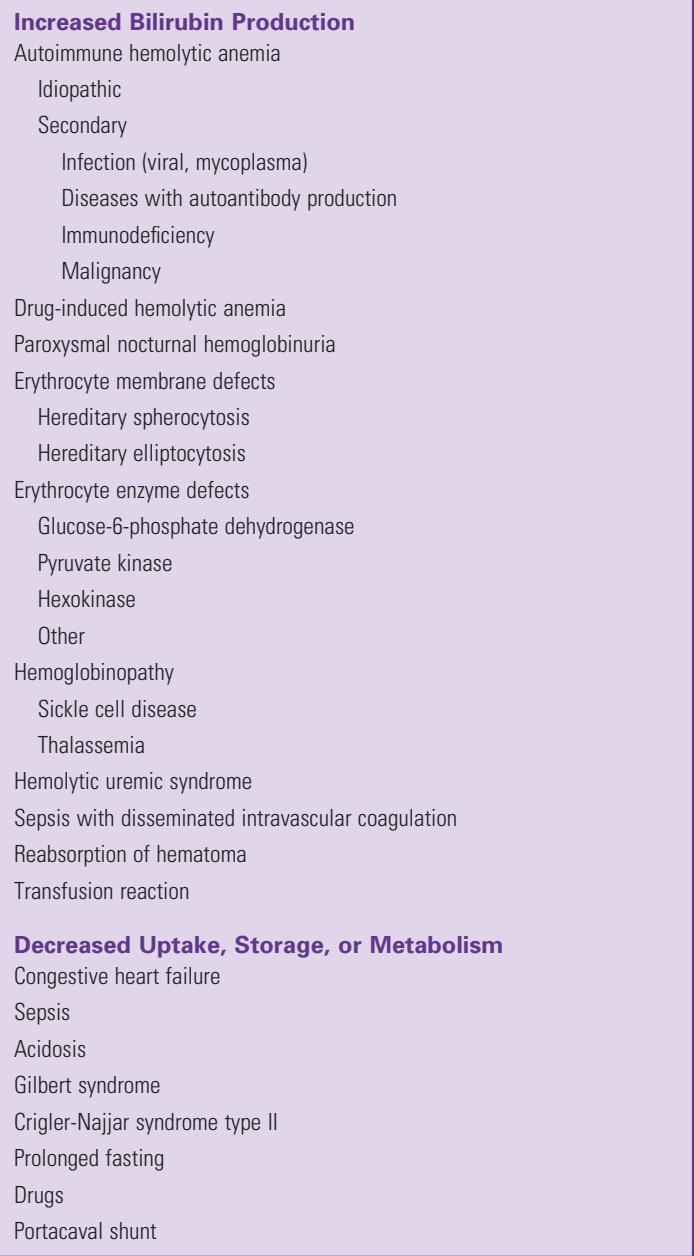 Increased Bilirubin Production
Autoimmune hemolytic anemia
Idiopathic
Secondary
Infection (viral, mycoplasma)
Diseases with autoantibody production
Immunodeficiency
Malignancy
Drug-induced hemolytic anemia
Paroxysmal nocturnal hemoglobinuria
Erythrocyte membrane defects
Hereditary spherocytosis
Hereditary elliptocytosis
Erythrocyte enzyme defects
Glucose-6-phosphate dehydrogenase
Pyruvate kinase
Hexokinase
Other
Hemoglobinopathy
Sickle cell disease
Thalassemia
Hemolytic uremic syndrome
Sepsis with disseminated intravascular coagulation
Reabsorption of hematoma
Transfusion reaction
Decreased Uptake, Storage, or Metabolism
Congestive heart failure
Sepsis
Acidosis
Gilbert syndrome
Crigler-Najjar syndrome type II
Prolonged fasting
Drugs
Portacaval shunt